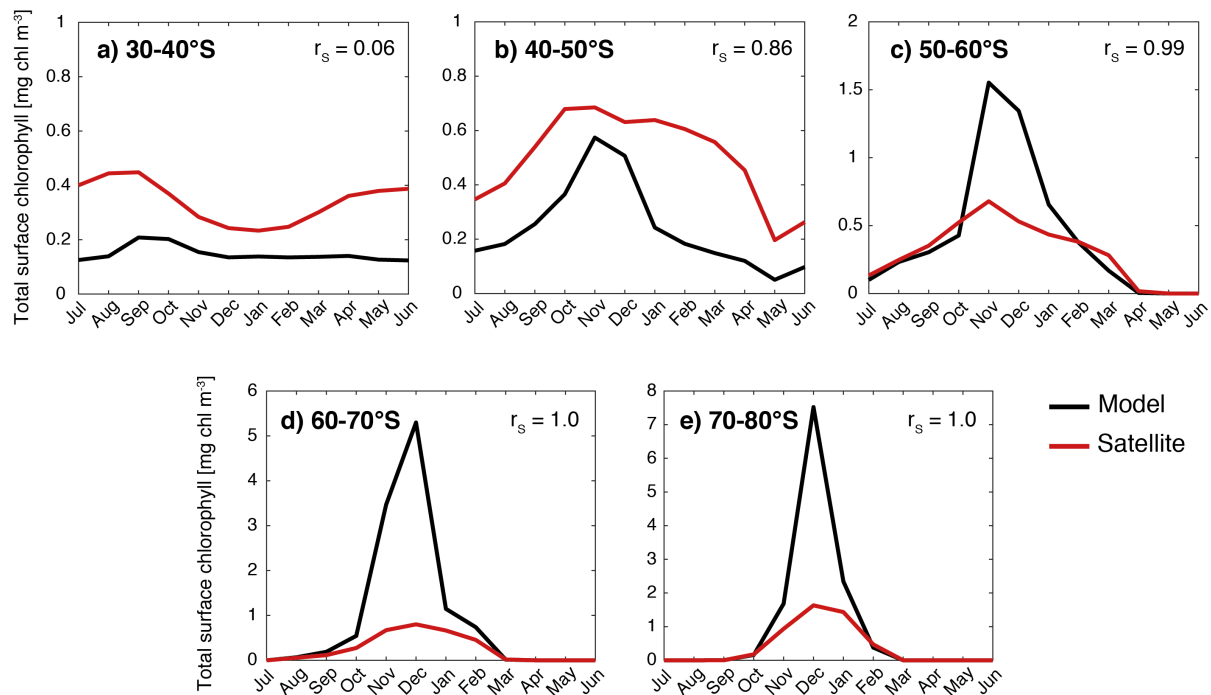 a) 30-40°S
r_S = 0.06
Total surface chlorophyll [mg chl m⁻³]
1
0.8
0.6
0.4
0.2
0
Jul Aug Sep Oct Nov Dec Jan Feb Mar Apr May Jun
b) 40-50°S
r_S = 0.86
1
0.8
0.6
0.4
0.2
0
Jul Aug Sep Oct Nov Dec Jan Feb Mar Apr May Jun
c) 50-60°S
r_S = 0.99
2
1.5
1
0.5
0
Jul Aug Sep Oct Nov Dec Jan Feb Mar Apr May Jun
d) 60-70°S
r_S = 1.0
Total surface chlorophyll [mg chl m⁻³]
6
5
4
3
2
1
0
Jul Aug Sep Oct Nov Dec Jan Feb Mar Apr May Jun
e) 70-80°S
r_S = 1.0
8
7
6
5
4
3
2
1
0
Jul Aug Sep Oct Nov Dec Jan Feb Mar Apr May Jun
Model
Satellite